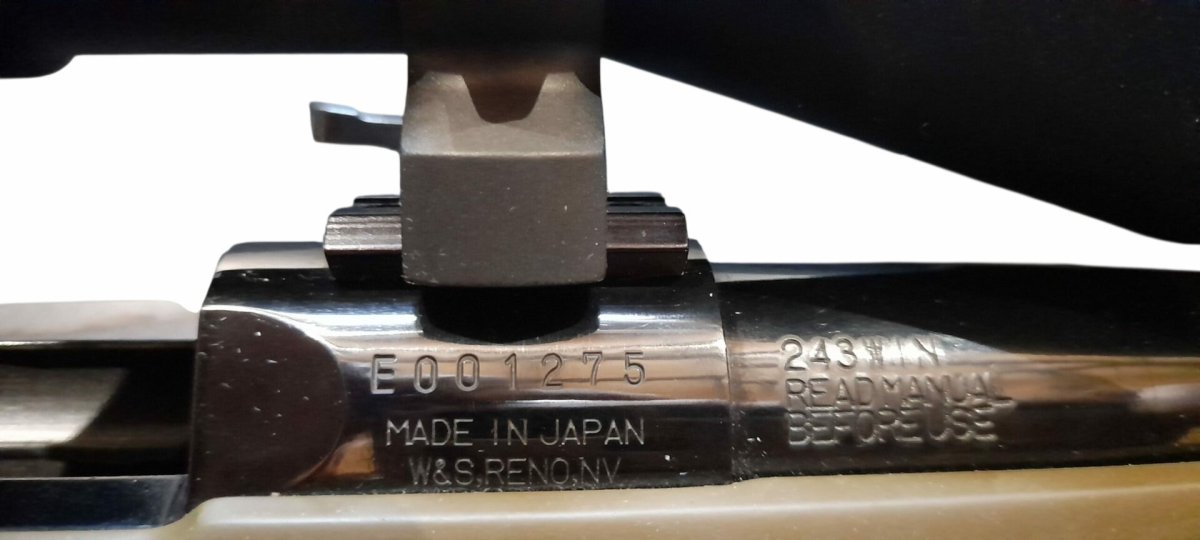 E001275
MADE IN JAPAN
W&S,RENO,NV.
243 WIN
READ MANUAL
BEFORE USE